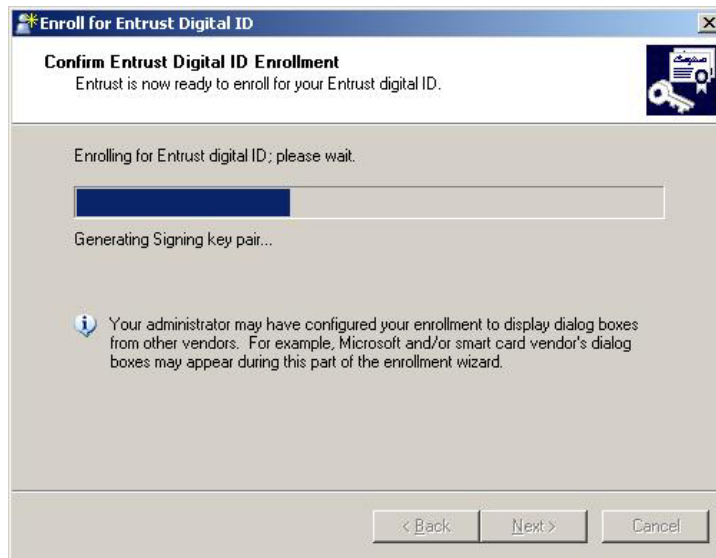 Enroll for Entrust Digital ID
Confirm Entrust Digital ID Enrollment
Entrust is now ready to enroll for your Entrust digital ID.
Enrolling for Entrust digital ID; please wait.
Generating Signing key pair...
Your administrator may have configured your enrollment to display dialog boxes
from other vendors. For example, Microsoft and/or smart card vendor's dialog
boxes may appear during this part of the enrollment wizard.
< Back Next > Cancel